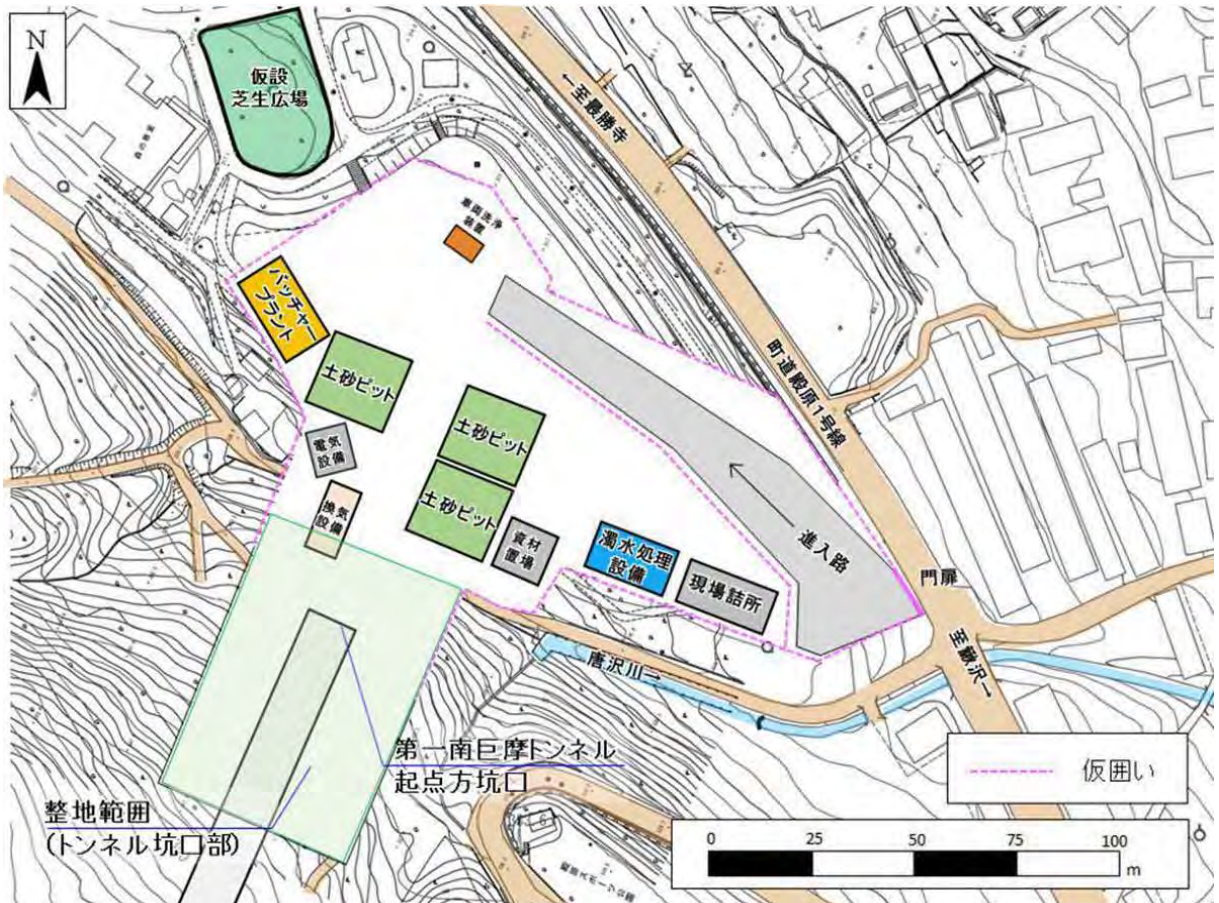 N
仮設
芝生広場
←至最勝寺
車両洗浄
装置
バッチャー
プラント
土砂ピット
町道殿原1号線
土砂ピット
電気
設備
換気
設備
土砂ピット
資材
置場
濁水処理
設備
現場詰所
進入路
門扉
至鰍沢→
唐沢川→
第一南巨摩トンネル
起点方坑口
整地範囲
(トンネル坑口部)
仮囲い
0 25 50 75 100
m